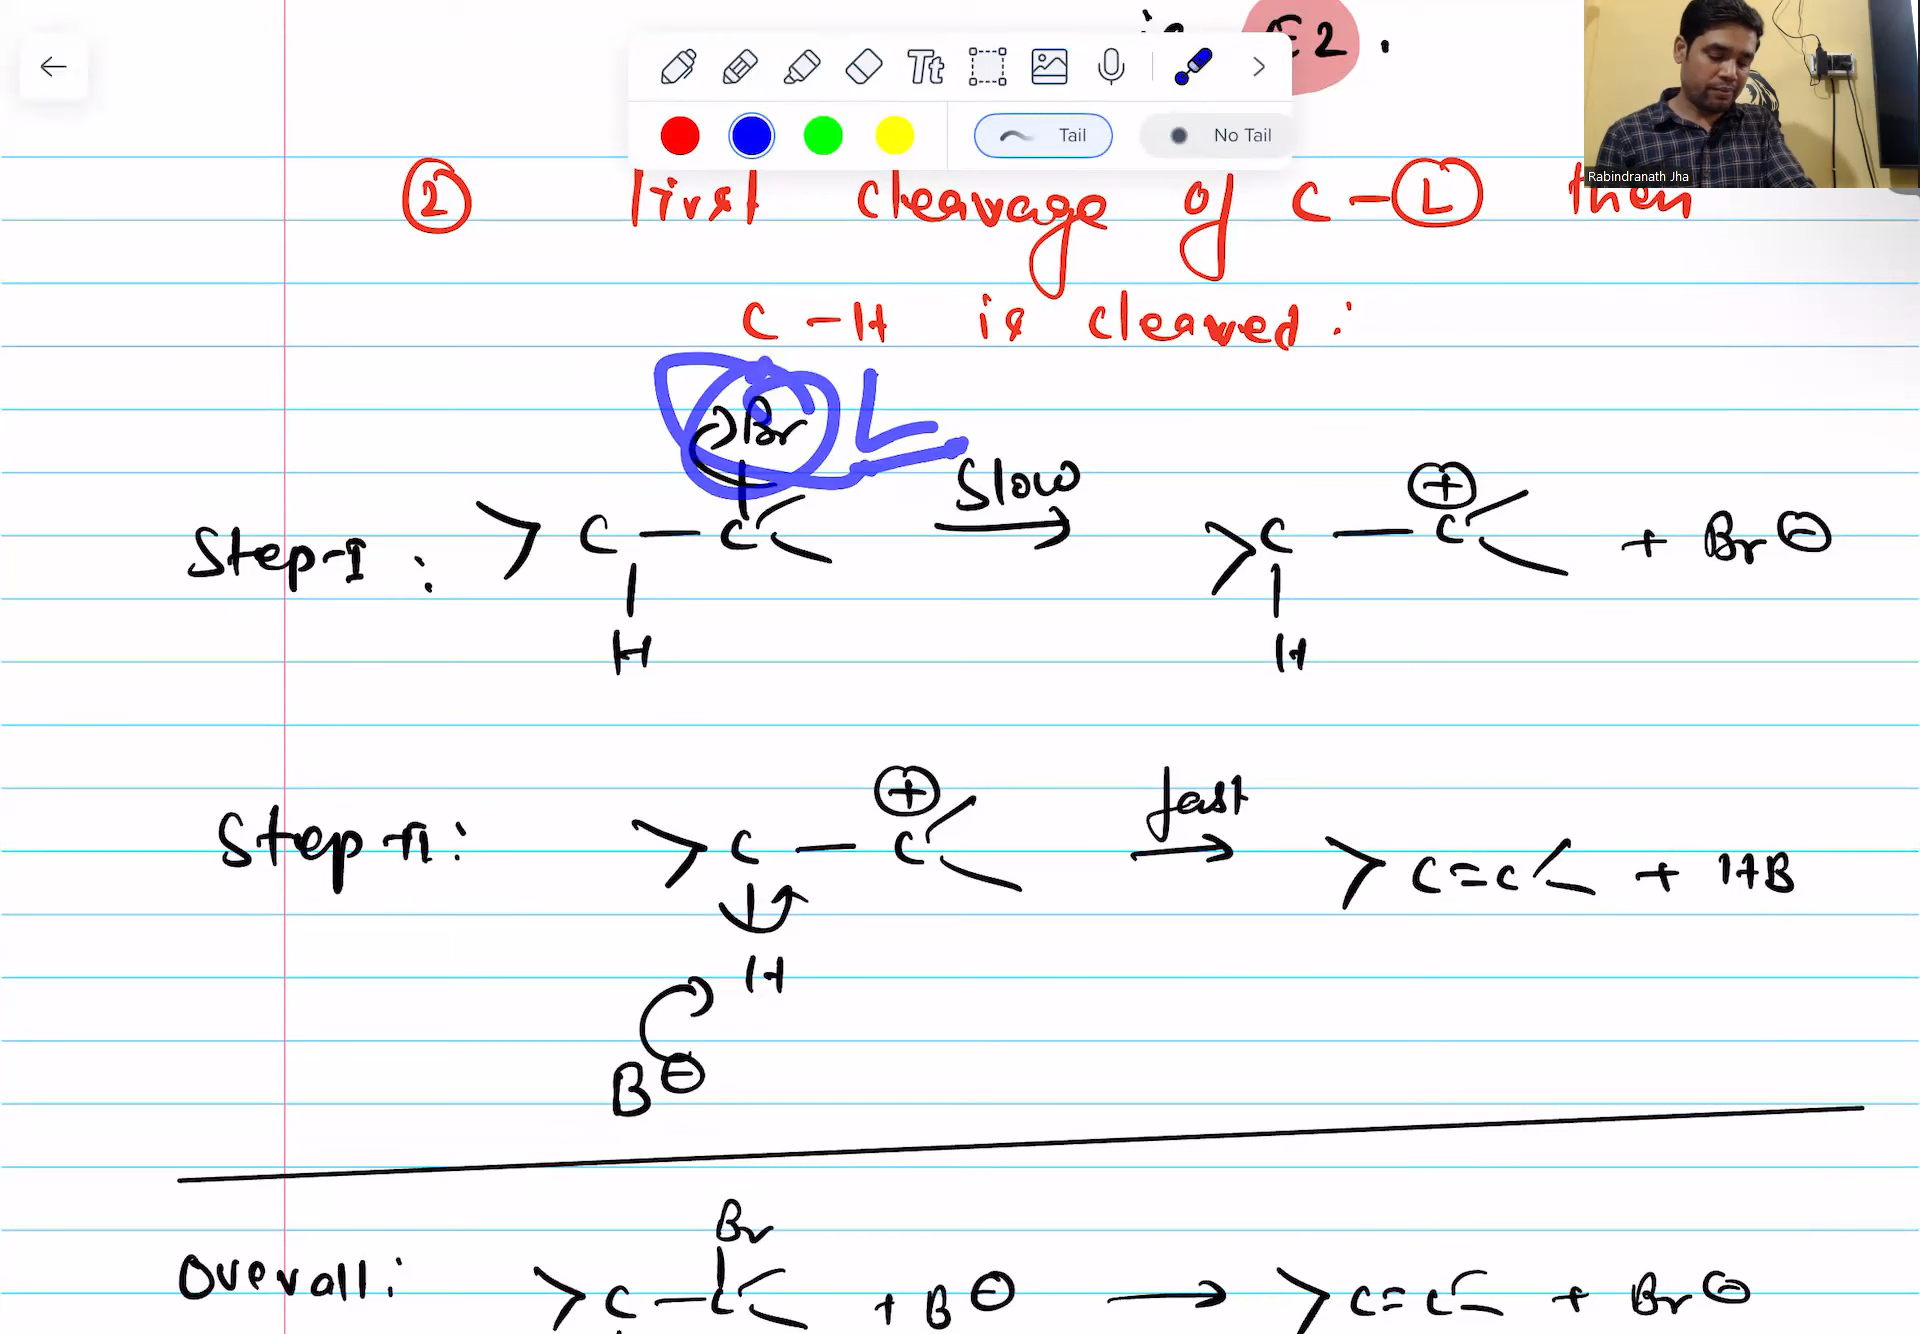 is E2.
Tt
Tail No Tail
Rabindranath Jha
② first cleavage of C - Ⓛ then
C - H is cleaved:
Br L
Step-I: > C — C Slow → > C — C ⊕ + Br ⊖
H H
Step II: > C — C ⊕ fast → > C = C < + HB
H
B ⊖
Br
Overall: > C — C + B ⊖ → > C = C < + Br ⊖